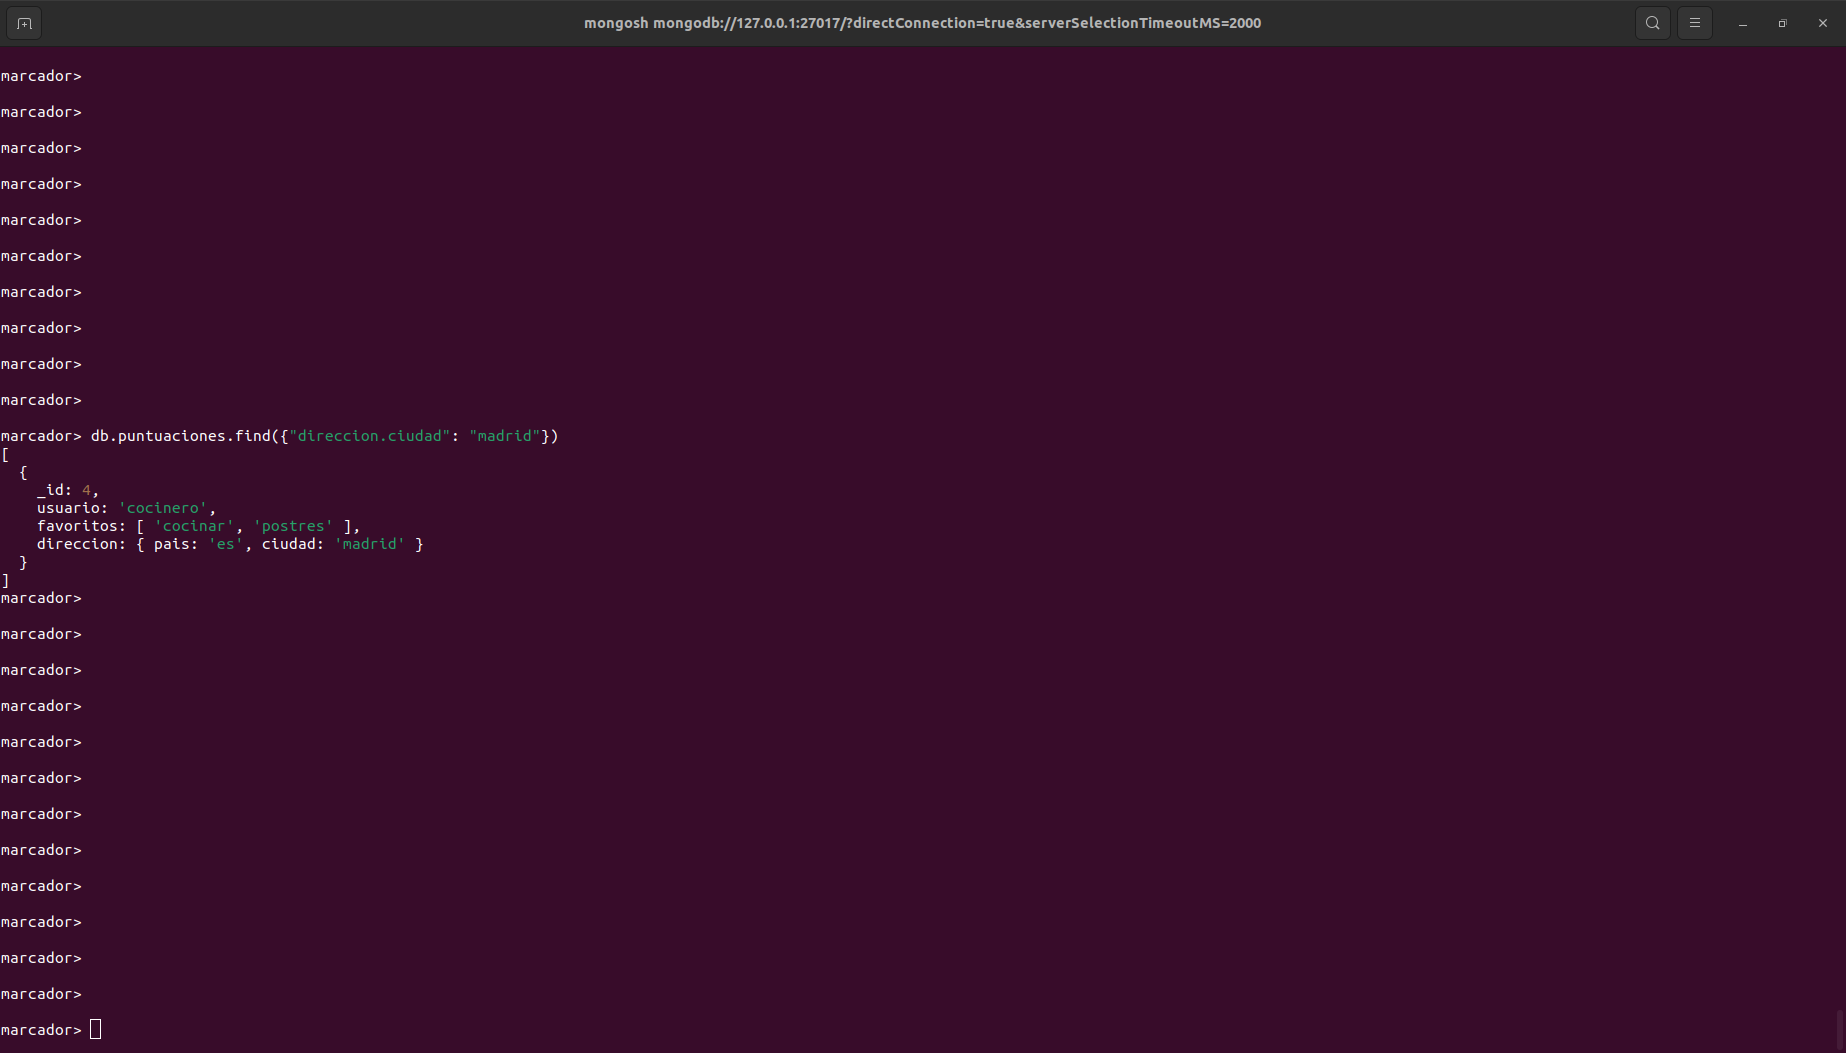 mongosh mongodb://127.0.0.1:27017/?directConnection=true&serverSelectionTimeoutMS=2000
marcador>
marcador>
marcador>
marcador>
marcador>
marcador>
marcador>
marcador>
marcador>
marcador>
marcador> db.puntuaciones.find({"direccion.ciudad": "madrid"})
[
  {
    _id: 4,
    usuario: 'cocinero',
    favoritos: [ 'cocinar', 'postres' ],
    direccion: { pais: 'es', ciudad: 'madrid' }
  }
]
marcador>
marcador>
marcador>
marcador>
marcador>
marcador>
marcador>
marcador>
marcador>
marcador>
marcador>
marcador>
marcador>